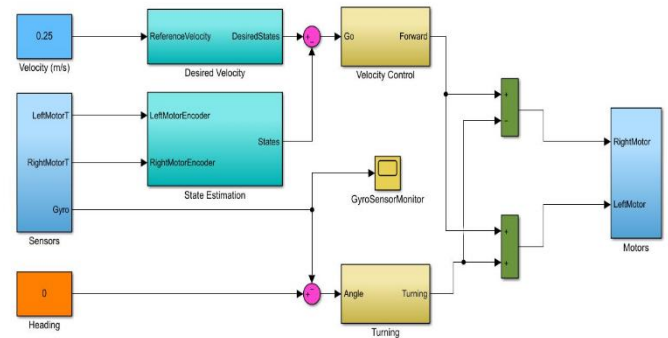 0.25
Velocity (m/s)
ReferenceVelocity DesiredStates
Desired Velocity
Go Forward
Velocity Control
LeftMotorT
RightMotorT
Gyro
Sensors
LeftMotorEncoder
States
RightMotorEncoder
State Estimation
GyroSensorMonitor
RightMotor
LeftMotor
Motors
0
Heading
Angle Turning
Turning
+
−
+
−
+
+
−
+
+